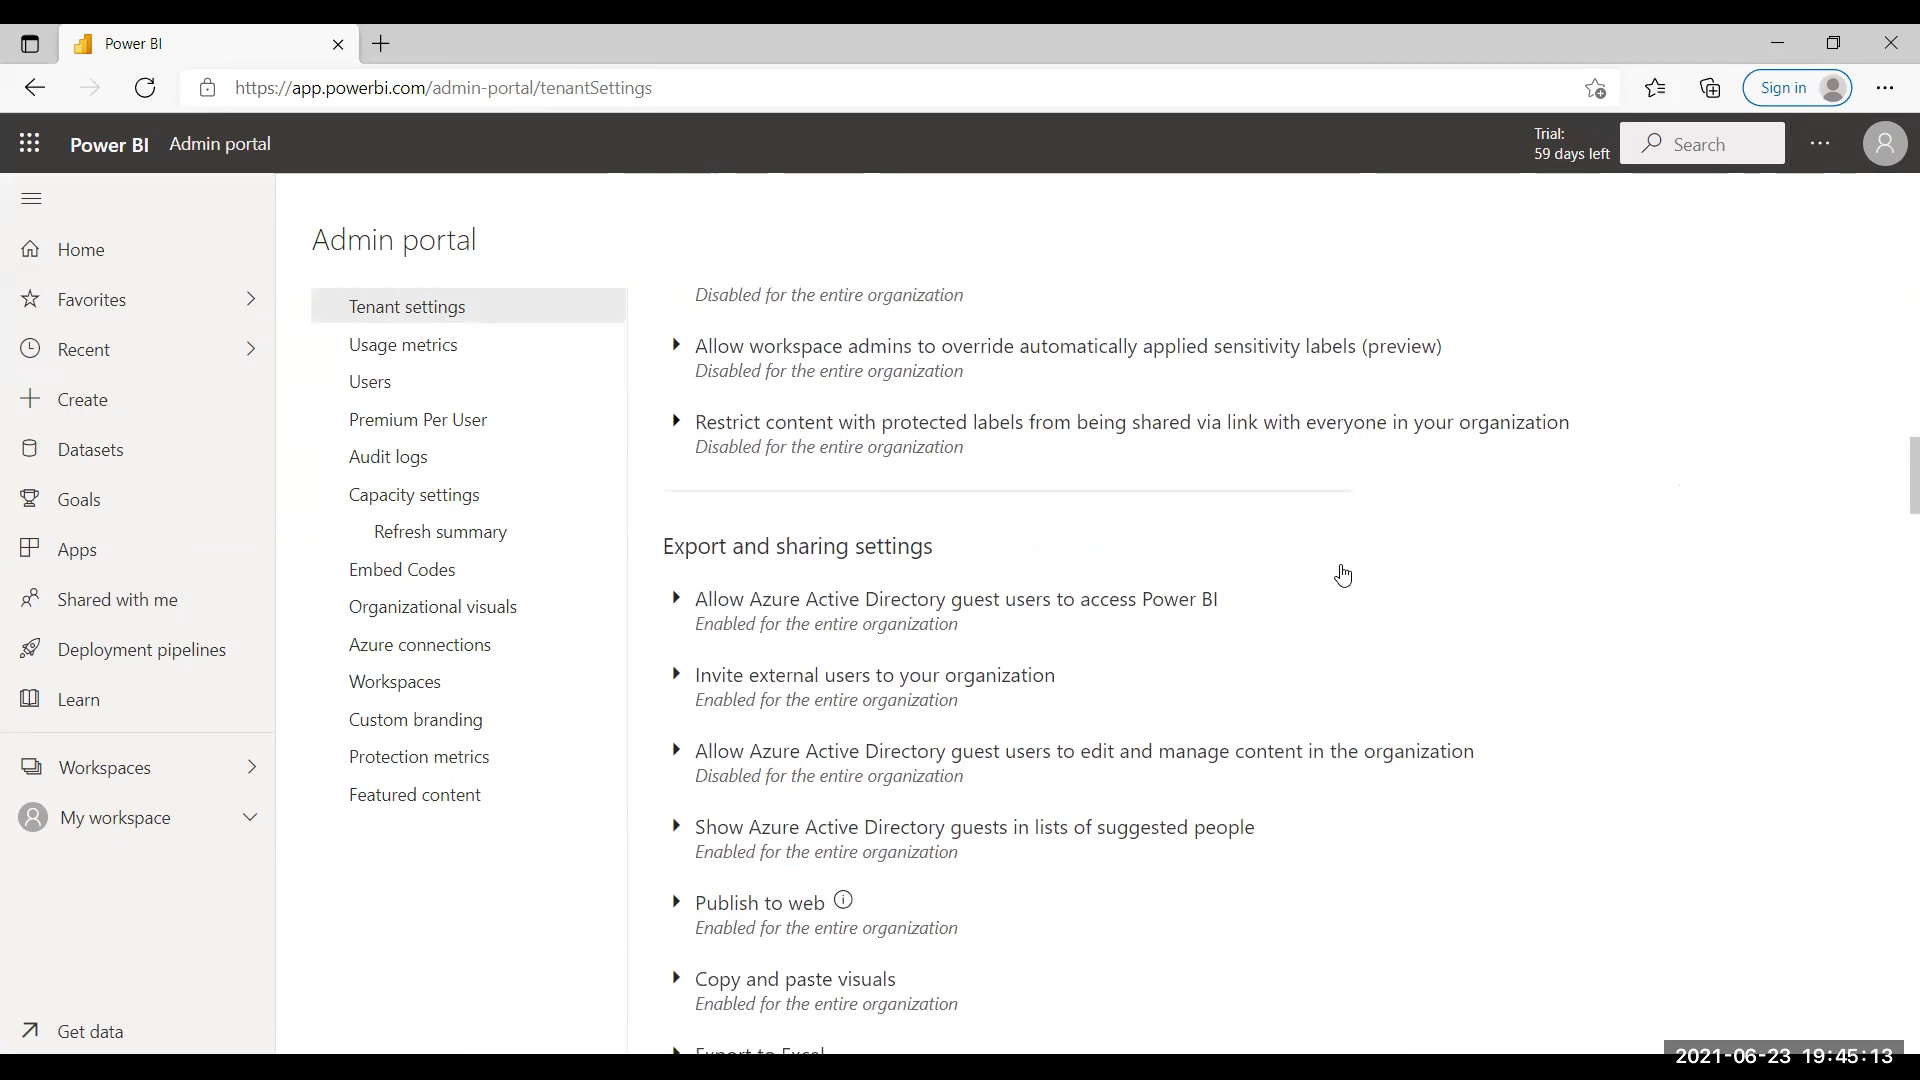 Power BI
https://app.powerbi.com/admin-portal/tenantSettings
Sign in
Power BI Admin portal
Trial:
59 days left
Search
Home
Favorites
Recent
Create
Datasets
Goals
Apps
Shared with me
Deployment pipelines
Learn
Workspaces
My workspace
Get data
Admin portal
Tenant settings
Usage metrics
Users
Premium Per User
Audit logs
Capacity settings
Refresh summary
Embed Codes
Organizational visuals
Azure connections
Workspaces
Custom branding
Protection metrics
Featured content
Disabled for the entire organization
Allow workspace admins to override automatically applied sensitivity labels (preview)
Disabled for the entire organization
Restrict content with protected labels from being shared via link with everyone in your organization
Disabled for the entire organization
Export and sharing settings
Allow Azure Active Directory guest users to access Power BI
Enabled for the entire organization
Invite external users to your organization
Enabled for the entire organization
Allow Azure Active Directory guest users to edit and manage content in the organization
Disabled for the entire organization
Show Azure Active Directory guests in lists of suggested people
Enabled for the entire organization
Publish to web
Enabled for the entire organization
Copy and paste visuals
Enabled for the entire organization
Export to Excel
2021-06-23 19:45:13